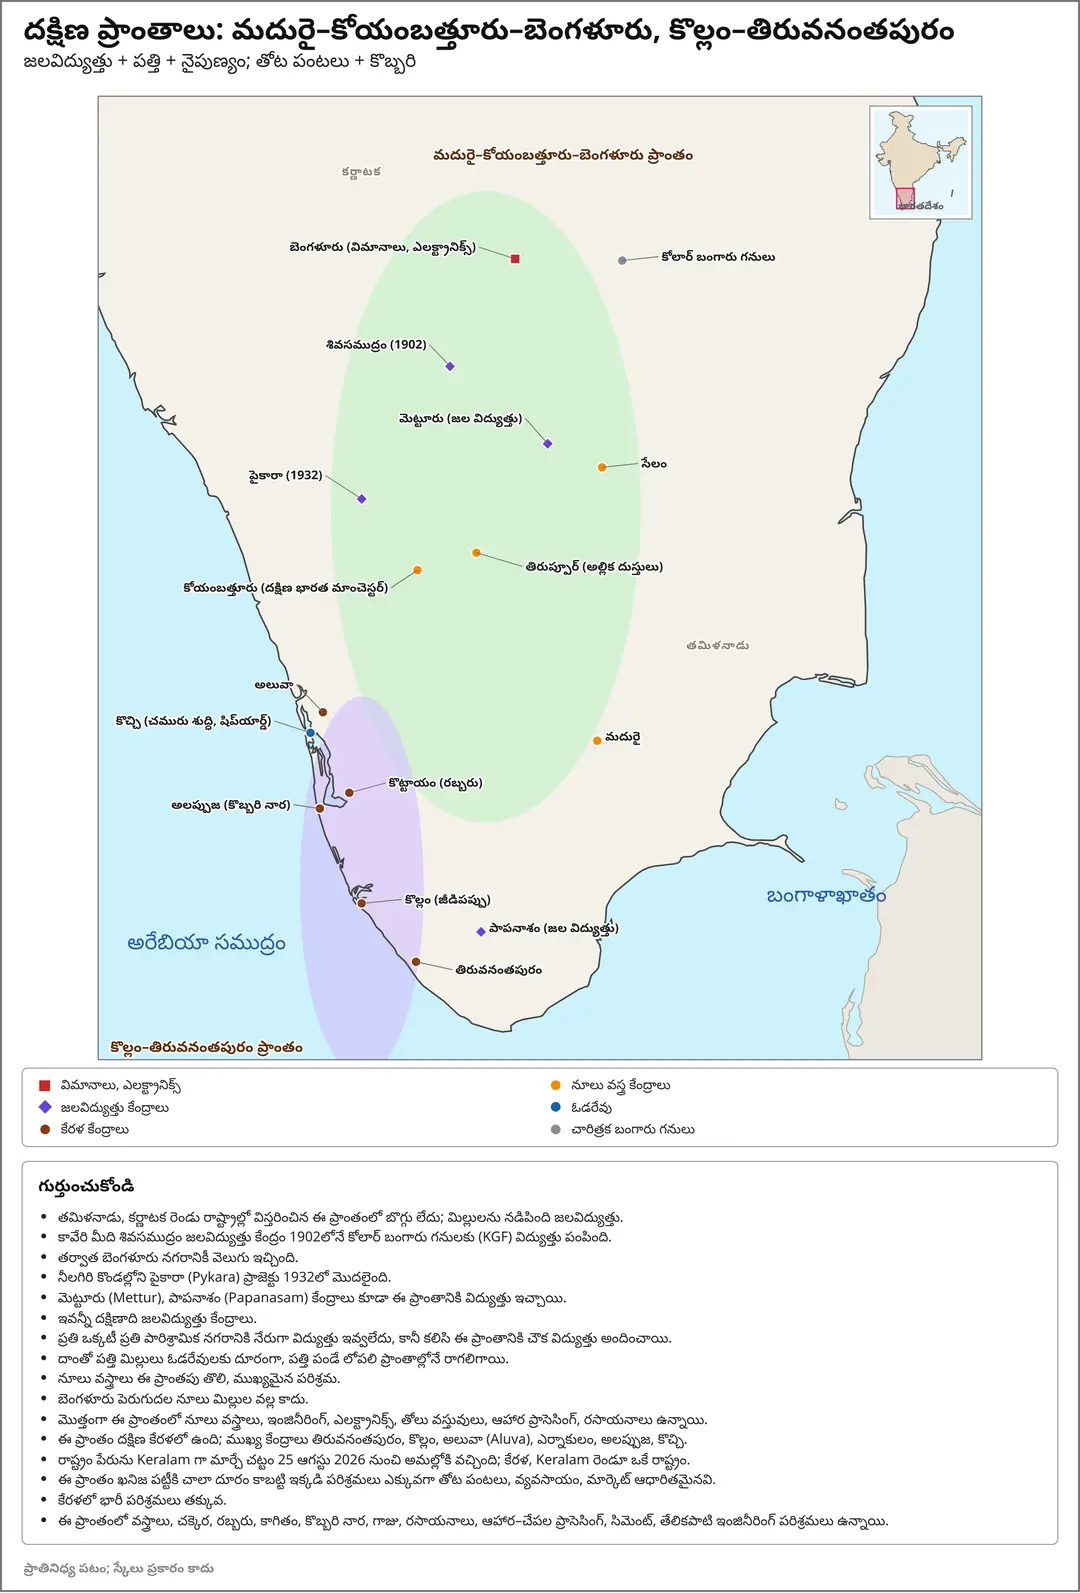 దక్షిణ ప్రాంతాలు: మదురై–కోయంబత్తూరు–బెంగళూరు, కొల్లం–తిరువనంతపురం
జలవిద్యుత్తు + పత్తి + నైపుణ్యం; తోట పంటలు + కొబ్బరి
మదురై–కోయంబత్తూరు–బెంగళూరు ప్రాంతం
కర్ణాటక
భారతదేశం
బెంగళూరు (విమానాలు, ఎలక్ట్రానిక్స్)
కోలార్ బంగారు గనులు
శివసముద్రం (1902)
మెట్టూరు (జల విద్యుత్తు)
సేలం
పైకారా (1932)
తిరుప్పూర్ (అల్లిక దుస్తులు)
కోయంబత్తూరు (దక్షిణ భారత మాంచెస్టర్)
తమిళనాడు
అలువా
కొచ్చి (చమురు శుద్ధి, షిప్‌యార్డ్)
మదురై
కొట్టాయం (రబ్బరు)
అలప్పుజ (కొబ్బరి నార)
బంగాళాఖాతం
కొల్లం (జీడిపప్పు)
పాపనాశం (జల విద్యుత్తు)
అరేబియా సముద్రం
తిరువనంతపురం
కొల్లం–తిరువనంతపురం ప్రాంతం
విమానాలు, ఎలక్ట్రానిక్స్
నూలు వస్త్ర కేంద్రాలు
జలవిద్యుత్తు కేంద్రాలు
ఓడరేవు
కేరళ కేంద్రాలు
చారిత్రక బంగారు గనులు
గుర్తుంచుకోండి
• తమిళనాడు, కర్ణాటక రెండు రాష్ట్రాల్లో విస్తరించిన ఈ ప్రాంతంలో బొగ్గు లేదు; మిల్లులను నడిపింది జలవిద్యుత్తు.
• కావేరి మీది శివసముద్రం జలవిద్యుత్తు కేంద్రం 1902లోనే కోలార్ బంగారు గనులకు (KGF) విద్యుత్తు పంపింది.
• తర్వాత బెంగళూరు నగరానికీ వెలుగు ఇచ్చింది.
• నీలగిరి కొండల్లోని పైకారా (Pykara) ప్రాజెక్టు 1932లో మొదలైంది.
• మెట్టూరు (Mettur), పాపనాశం (Papanasam) కేంద్రాలు కూడా ఈ ప్రాంతానికి విద్యుత్తు ఇచ్చాయి.
• ఇవన్నీ దక్షిణాది జలవిద్యుత్తు కేంద్రాలు.
• ప్రతి ఒక్కటీ ప్రతి పారిశ్రామిక నగరానికి నేరుగా విద్యుత్తు ఇవ్వలేదు, కానీ కలిసి ఈ ప్రాంతానికి చౌక విద్యుత్తు అందించాయి.
• దాంతో పత్తి మిల్లులు ఓడరేవులకు దూరంగా, పత్తి పండే లోపలి ప్రాంతాల్లోనే రాగలిగాయి.
• నూలు వస్త్రాలు ఈ ప్రాంతపు తొలి, ముఖ్యమైన పరిశ్రమ.
• బెంగళూరు పెరుగుదల నూలు మిల్లుల వల్ల కాదు.
• మొత్తంగా ఈ ప్రాంతంలో నూలు వస్త్రాలు, ఇంజినీరింగ్, ఎలక్ట్రానిక్స్, తోలు వస్తువులు, ఆహార ప్రాసెసింగ్, రసాయనాలు ఉన్నాయి.
• ఈ ప్రాంతం దక్షిణ కేరళలో ఉంది; ముఖ్య కేంద్రాలు తిరువనంతపురం, కొల్లం, అలువా (Aluva), ఎర్నాకులం, అలప్పుజ, కొచ్చి.
• రాష్ట్రం పేరును Keralam గా మార్చే చట్టం 25 ఆగస్టు 2026 నుంచి అమల్లోకి వచ్చింది; కేరళ, Keralam రెండూ ఒకే రాష్ట్రం.
• ఈ ప్రాంతం ఖనిజ పట్టీకి చాలా దూరం కాబట్టి ఇక్కడి పరిశ్రమలు ఎక్కువగా తోట పంటలు, వ్యవసాయం, మార్కెట్ ఆధారితమైనవి.
• కేరళలో భారీ పరిశ్రమలు తక్కువ.
• ఈ ప్రాంతంలో వస్త్రాలు, చక్కెర, రబ్బరు, కాగితం, కొబ్బరి నార, గాజు, రసాయనాలు, ఆహార–చేపల ప్రాసెసింగ్, సిమెంట్, తేలికపాటి ఇంజినీరింగ్ పరిశ్రమలు ఉన్నాయి.
ప్రాతినిధ్య పటం; స్కేలు ప్రకారం కాదు